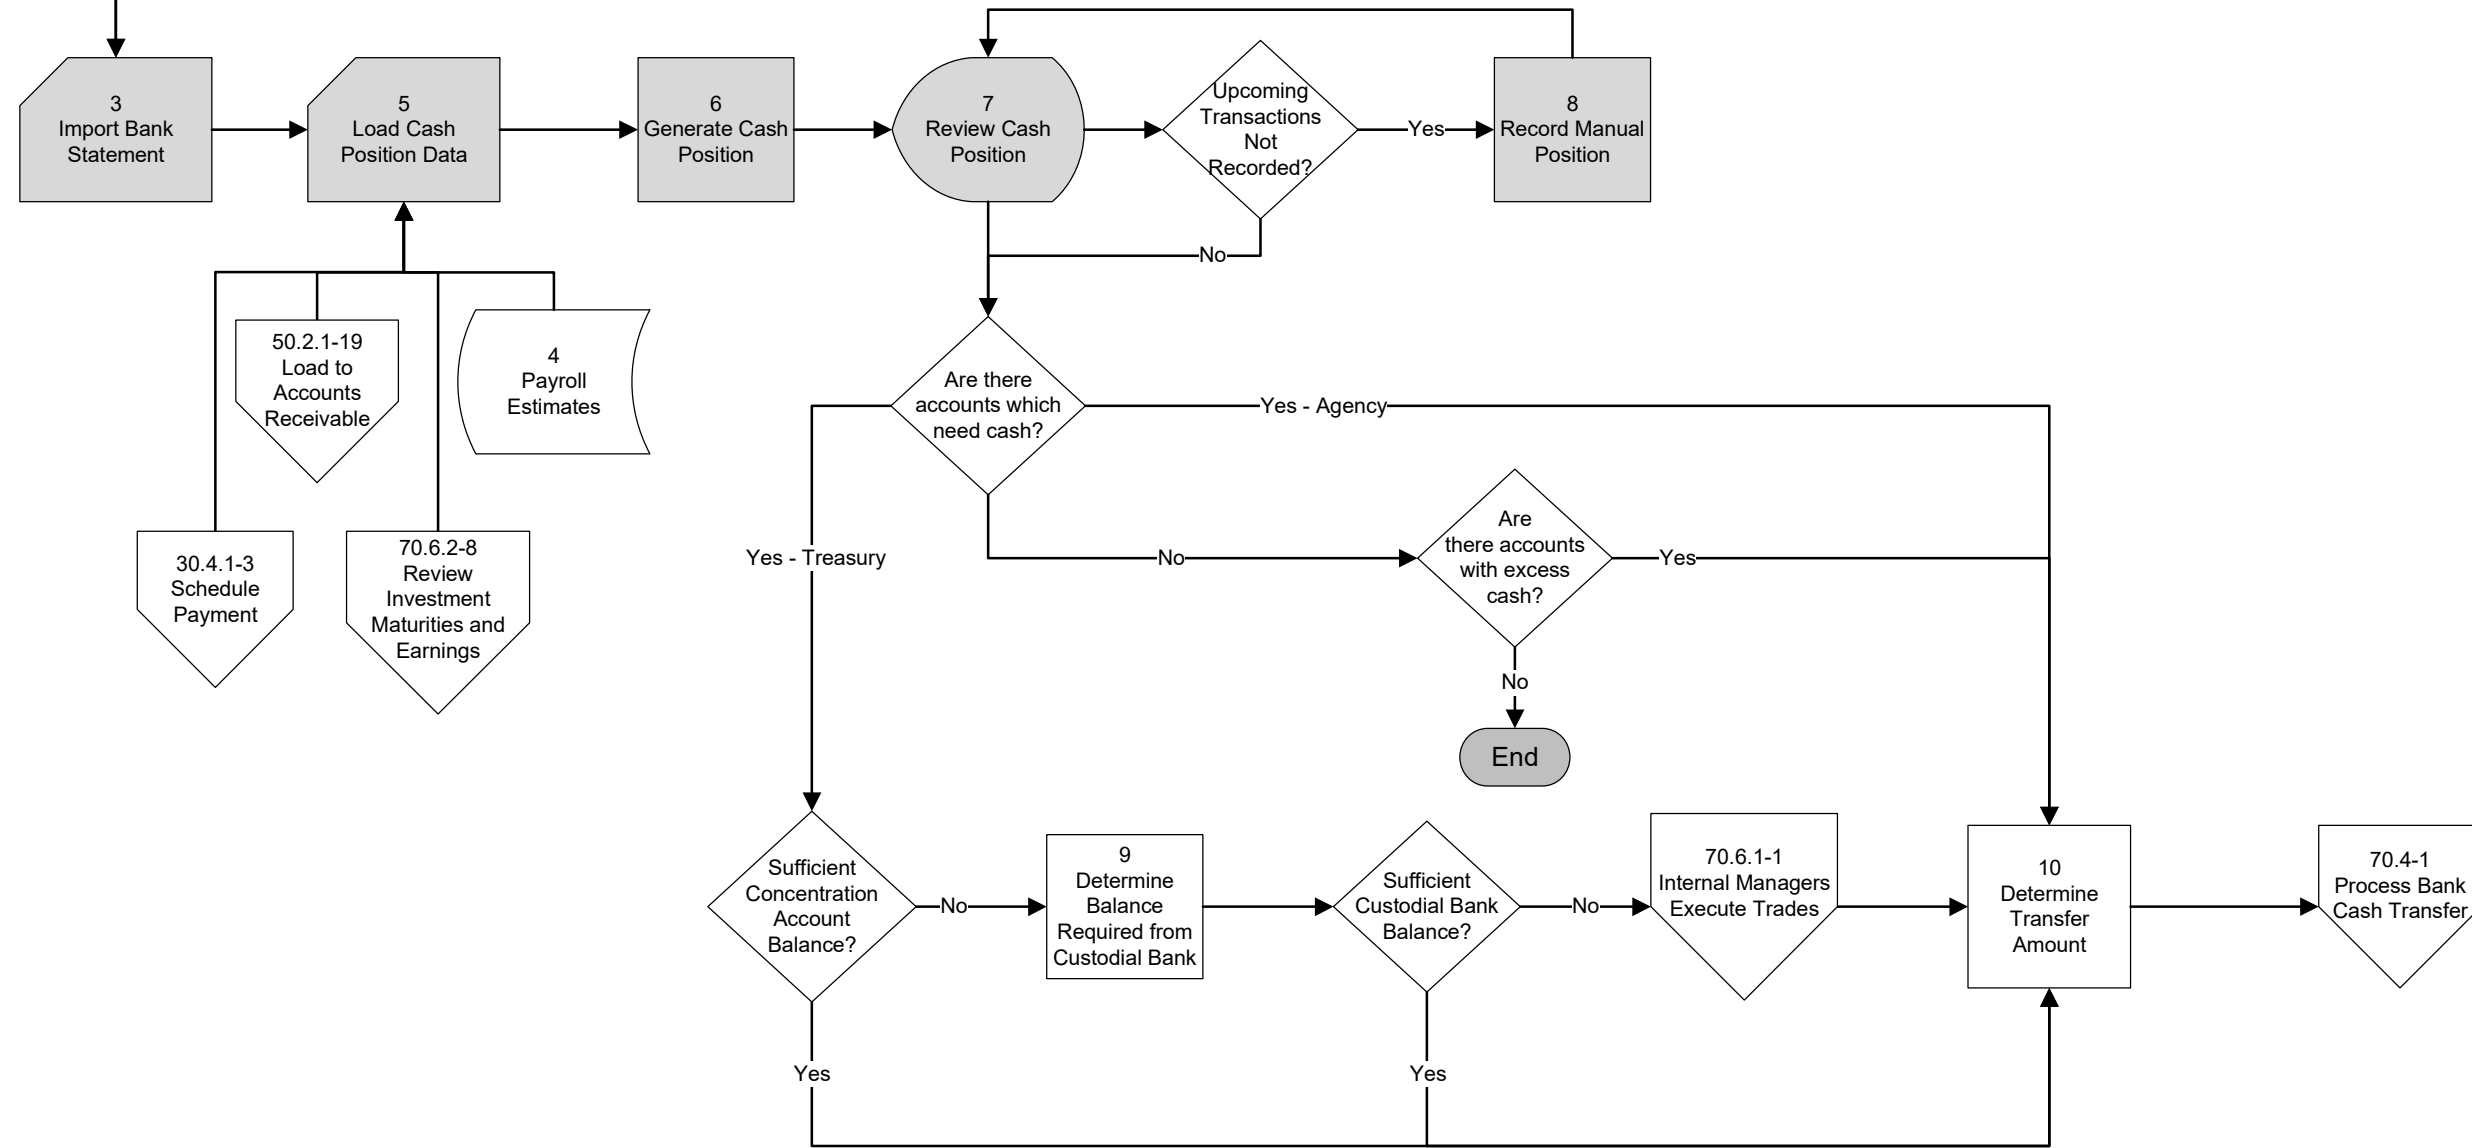 3
Import Bank
Statement
5
Load Cash
Position Data
6
Generate Cash
Position
7
Review Cash
Position
Upcoming
Transactions
Not
Recorded?
Yes
8
Record Manual
Position
No
50.2.1-19
Load to
Accounts
Receivable
4
Payroll
Estimates
30.4.1-3
Schedule
Payment
70.6.2-8
Review
Investment
Maturities and
Earnings
Are there
accounts which
need cash?
Yes - Agency
Yes - Treasury
No
Are
there accounts
with excess
cash?
Yes
No
End
Sufficient
Concentration
Account
Balance?
No
9
Determine
Balance
Required from
Custodial Bank
Sufficient
Custodial Bank
Balance?
No
70.6.1-1
Internal Managers
Execute Trades
10
Determine
Transfer
Amount
70.4-1
Process Bank
Cash Transfer
Yes
Yes